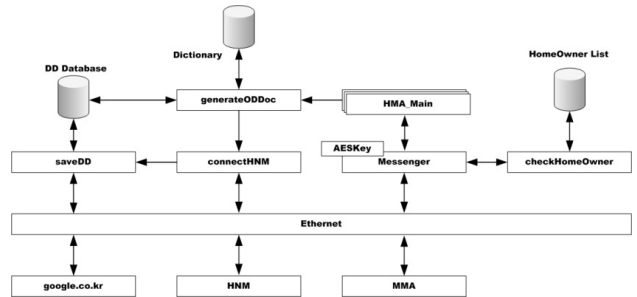 Dictionary
HomeOwner List
DD Database
generateODDoc
HMA_Main
AESKey
saveDD
connectHNM
Messenger
checkHomeOwner
Ethernet
google.co.kr
HNM
MMA